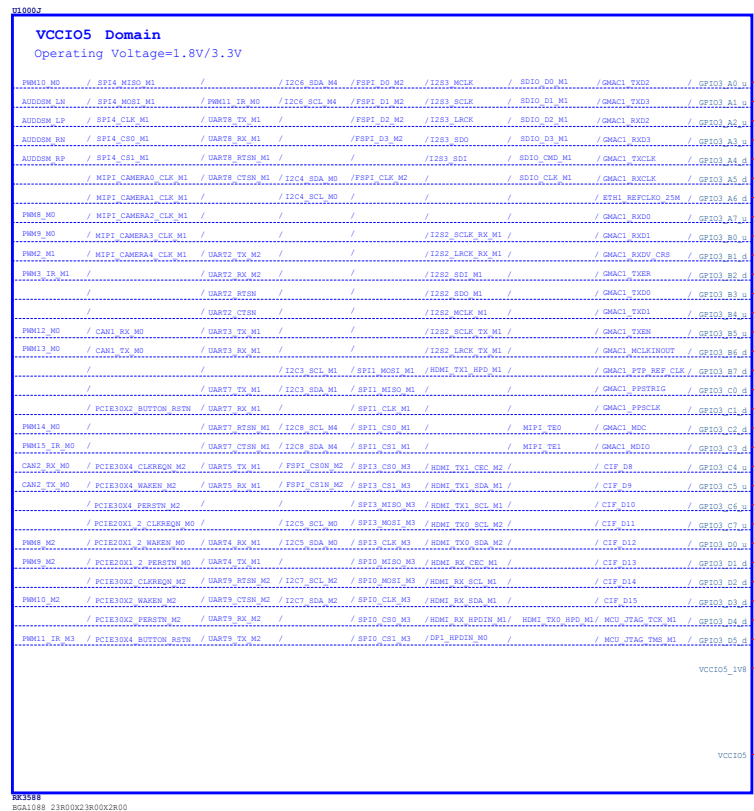 U1000J
VCCIO5 Domain
Operating Voltage=1.8V/3.3V
PWM10_M0 / SPI4_MISO_M1 / / I2C6_SDA_M4 / FSPI_D0_M2 / I2S3_MCLK / SDIO_D0_M1 / GMAC1_TXD2 / GPIO3_A0_u
AUDDSM_LN / SPI4_MOSI_M1 / PWM11_IR_M0 / I2C6_SCL_M4 / FSPI_D1_M2 / I2S3_SCLK / SDIO_D1_M1 / GMAC1_TXD3 / GPIO3_A1_u
AUDDSM_LP / SPI4_CLK_M1 / UART8_TX_M1 / / FSPI_D2_M2 / I2S3_LRCK / SDIO_D2_M1 / GMAC1_RXD2 / GPIO3_A2_u
AUDDSM_RN / SPI4_CS0_M1 / UART8_RX_M1 / / FSPI_D3_M2 / I2S3_SDO / SDIO_D3_M1 / GMAC1_RXD3 / GPIO3_A3_u
AUDDSM_RP / SPI4_CS1_M1 / UART8_RTSN_M1 / / / I2S3_SDI / SDIO_CMD_M1 / GMAC1_TXCLK / GPIO3_A4_d
/ MIPI_CAMERA0_CLK_M1 / UART8_CTSN_M1 / I2C4_SDA_M0 / FSPI_CLK_M2 / / SDIO_CLK_M1 / GMAC1_RXCLK / GPIO3_A5_d
/ MIPI_CAMERA1_CLK_M1 / / I2C4_SCL_M0 / / / / ETH1_REFCLKO_25M / GPIO3_A6_d
PWM8_M0 / MIPI_CAMERA2_CLK_M1 / / / / / / GMAC1_RXD0 / GPIO3_A7_u
PWM9_M0 / MIPI_CAMERA3_CLK_M1 / / / / I2S2_SCLK_RX_M1 / / GMAC1_RXD1 / GPIO3_B0_u
PWM2_M1 / MIPI_CAMERA4_CLK_M1 / UART2_TX_M2 / / / I2S2_LRCK_RX_M1 / / GMAC1_RXDV_CRS / GPIO3_B1_d
PWM3_IR_M1 / / UART2_RX_M2 / / / I2S2_SDI_M1 / / GMAC1_TXER / GPIO3_B2_d
/ / UART2_RTSN / / / I2S2_SDO_M1 / / GMAC1_TXD0 / GPIO3_B3_u
/ / UART2_CTSN / / / I2S2_MCLK_M1 / / GMAC1_TXD1 / GPIO3_B4_u
PWM12_M0 / CAN1_RX_M0 / UART3_TX_M1 / / / I2S2_SCLK_TX_M1 / / GMAC1_TXEN / GPIO3_B5_u
PWM13_M0 / CAN1_TX_M0 / UART3_RX_M1 / / / I2S2_LRCK_TX_M1 / / GMAC1_MCLKINOUT / GPIO3_B6_d
/ / / I2C3_SCL_M1 / SPI1_MOSI_M1 / HDMI_TX1_HPD_M1 / / GMAC1_PTP_REF_CLK / GPIO3_B7_d
/ / UART7_TX_M1 / I2C3_SDA_M1 / SPI1_MISO_M1 / / / GMAC1_PPSTRIG / GPIO3_C0_d
/ PCIE30X2_BUTTON_RSTN / UART7_RX_M1 / / SPI1_CLK_M1 / / / GMAC1_PPSCLK / GPIO3_C1_d
PWM14_M0 / / UART7_RTSN_M1 / I2C8_SCL_M4 / SPI1_CS0_M1 / / MIPI_TE0 / GMAC1_MDC / GPIO3_C2_d
PWM15_IR_M0 / / UART7_CTSN_M1 / I2C8_SDA_M4 / SPI1_CS1_M1 / / MIPI_TE1 / GMAC1_MDIO / GPIO3_C3_d
CAN2_RX_M0 / PCIE30X4_CLKREQN_M2 / UART5_TX_M1 / FSPI_CS0N_M2 / SPI3_CS0_M3 / HDMI_TX1_CEC_M2 / / CIF_D8 / GPIO3_C4_u
CAN2_TX_M0 / PCIE30X4_WAKEN_M2 / UART5_RX_M1 / FSPI_CS1N_M2 / SPI3_CS1_M3 / HDMI_TX1_SDA_M1 / / CIF_D9 / GPIO3_C5_u
/ PCIE30X4_PERSTN_M2 / / / SPI3_MISO_M3 / HDMI_TX1_SCL_M1 / / CIF_D10 / GPIO3_C6_u
/ PCIE20X1_2_CLKREQN_M0 / / I2C5_SCL_M0 / SPI3_MOSI_M3 / HDMI_TX0_SCL_M2 / / CIF_D11 / GPIO3_C7_u
PWM8_M2 / PCIE20X1_2_WAKEN_M0 / UART4_RX_M1 / I2C5_SDA_M0 / SPI3_CLK_M3 / HDMI_TX0_SDA_M2 / / CIF_D12 / GPIO3_D0_u
PWM9_M2 / PCIE20X1_2_PERSTN_M0 / UART4_TX_M1 / / SPI0_MISO_M3 / HDMI_RX_CEC_M1 / / CIF_D13 / GPIO3_D1_d
/ PCIE30X2_CLKREQN_M2 / UART9_RTSN_M2 / I2C7_SCL_M2 / SPI0_MOSI_M3 / HDMI_RX_SCL_M1 / / CIF_D14 / GPIO3_D2_d
PWM10_M2 / PCIE30X2_WAKEN_M2 / UART9_CTSN_M2 / I2C7_SDA_M2 / SPI0_CLK_M3 / HDMI_RX_SDA_M1 / / CIF_D15 / GPIO3_D3_d
/ PCIE30X2_PERSTN_M2 / UART9_RX_M2 / / SPI0_CS0_M3 / HDMI_RX_HPDIN_M1 / HDMI_TX0_HPD_M1 / MCU_JTAG_TCK_M1 / GPIO3_D4_d
PWM11_IR_M3 / PCIE30X4_BUTTON_RSTN / UART9_TX_M2 / / SPI0_CS1_M3 / DP1_HPDIN_M0 / / MCU_JTAG_TMS_M1 / GPIO3_D5_d
VCCIO5_1V8
VCCIO5
RK3588
BGA1088_23R00X23R00X2R00